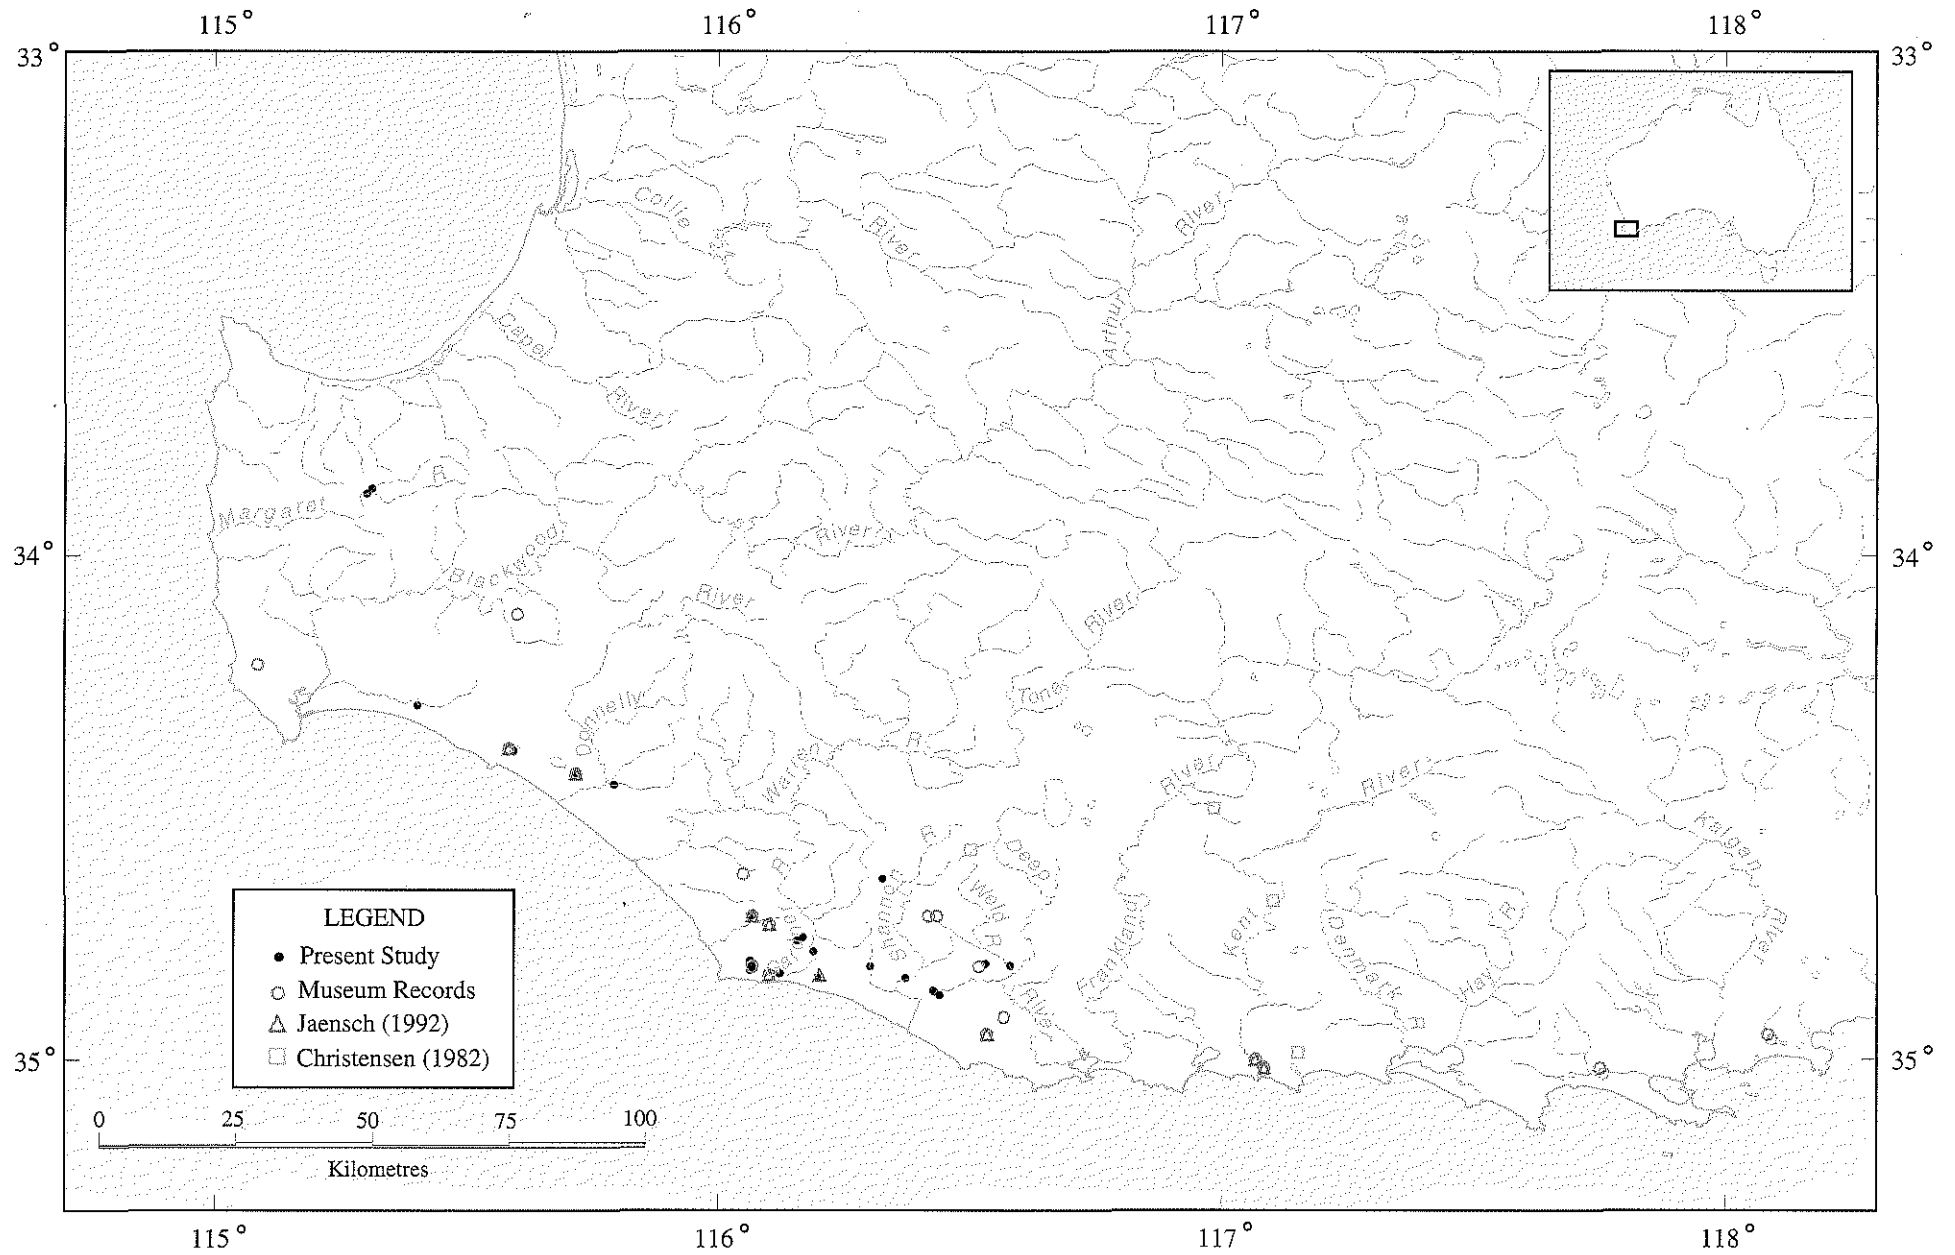 115° 116° 117° 118°
33° 33°
Collie
River
River
Arthur
Capel
River
Margaret
R
Blackwood
River
34° 34°
River
River
Donnelly
Tone
Warren
R
River
River
Kalgan
R
R
Deep
Weld
R
Shannon
Gardner
Frankland
Kent
Denmark
Hay
R
River
River
LEGEND
Present Study
Museum Records
Jaensch (1992)
Christensen (1982)
35° 35°
0 25 50 75 100
Kilometres
115° 116° 117° 118°